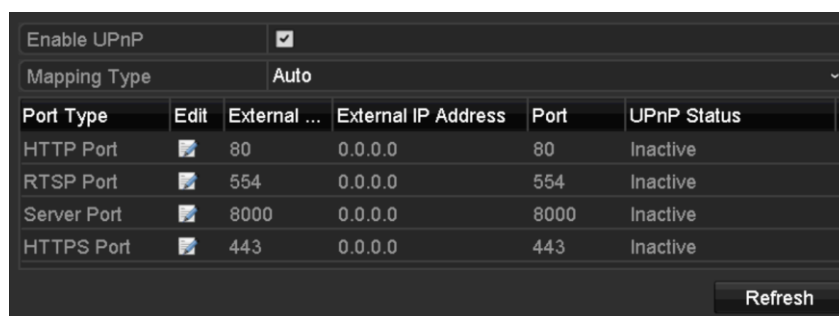 Enable UPnP
Mapping Type Auto
Port Type Edit External ... External IP Address Port UPnP Status
HTTP Port 80 0.0.0.0 80 Inactive
RTSP Port 554 0.0.0.0 554 Inactive
Server Port 8000 0.0.0.0 8000 Inactive
HTTPS Port 443 0.0.0.0 443 Inactive
Refresh